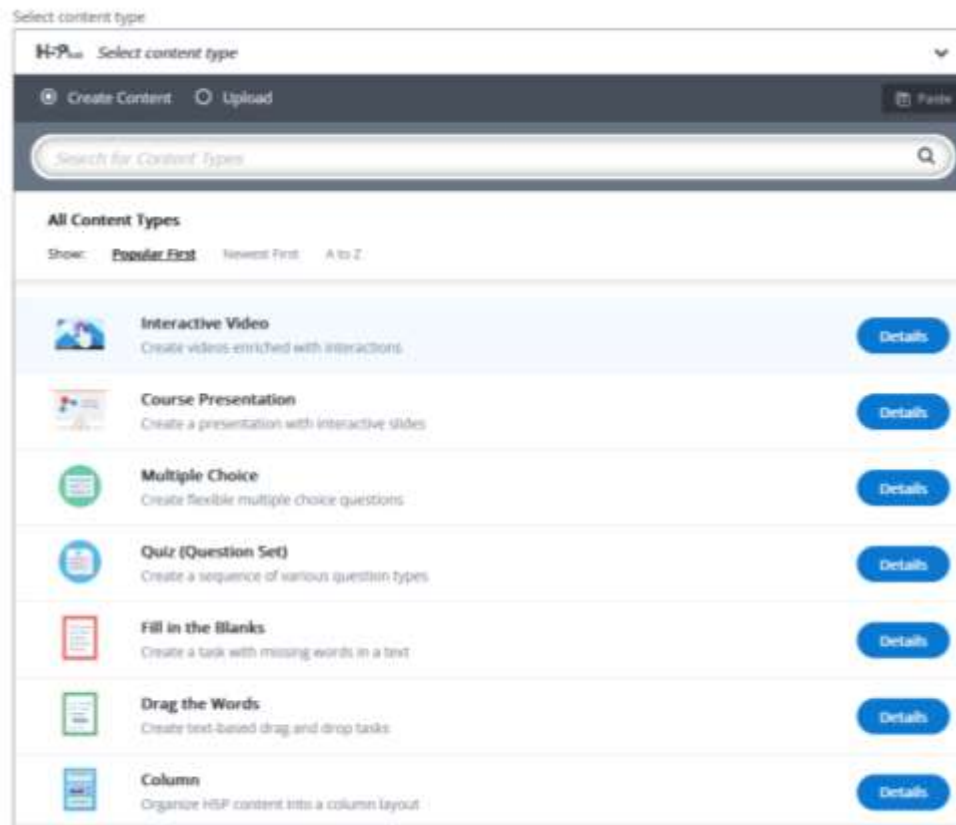 Select content type
H5P Select content type
Create Content Upload Paste
Search for Content Types
All Content Types
Show: Popular First Newest First A to Z
Interactive Video
Create videos enriched with interactions
Details
Course Presentation
Create a presentation with interactive slides
Details
Multiple Choice
Create flexible multiple choice questions
Details
Quiz (Question Set)
Create a sequence of various question types
Details
Fill in the Blanks
Create a task with missing words in a text
Details
Drag the Words
Create text-based drag and drop tasks
Details
Column
Organize H5P content into a column layout
Details